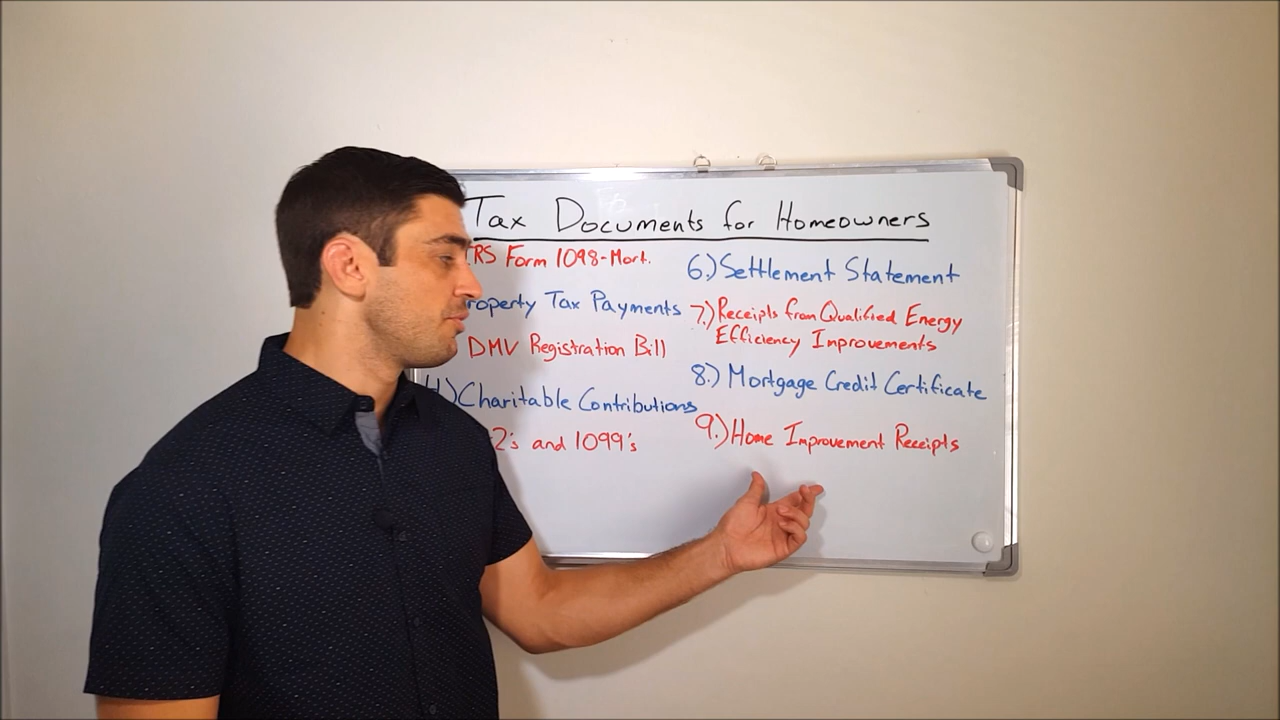 Tax Documents for Homeowners
IRS Form 1098-Mort.
roperty Tax Payments
DMV Registration Bill
4.) Charitable Contributions
2's and 1099's
6.) Settlement Statement
7.) Receipts from Qualified Energy
Efficiency Improvements
8.) Mortgage Credit Certificate
9.) Home Improvement Receipts